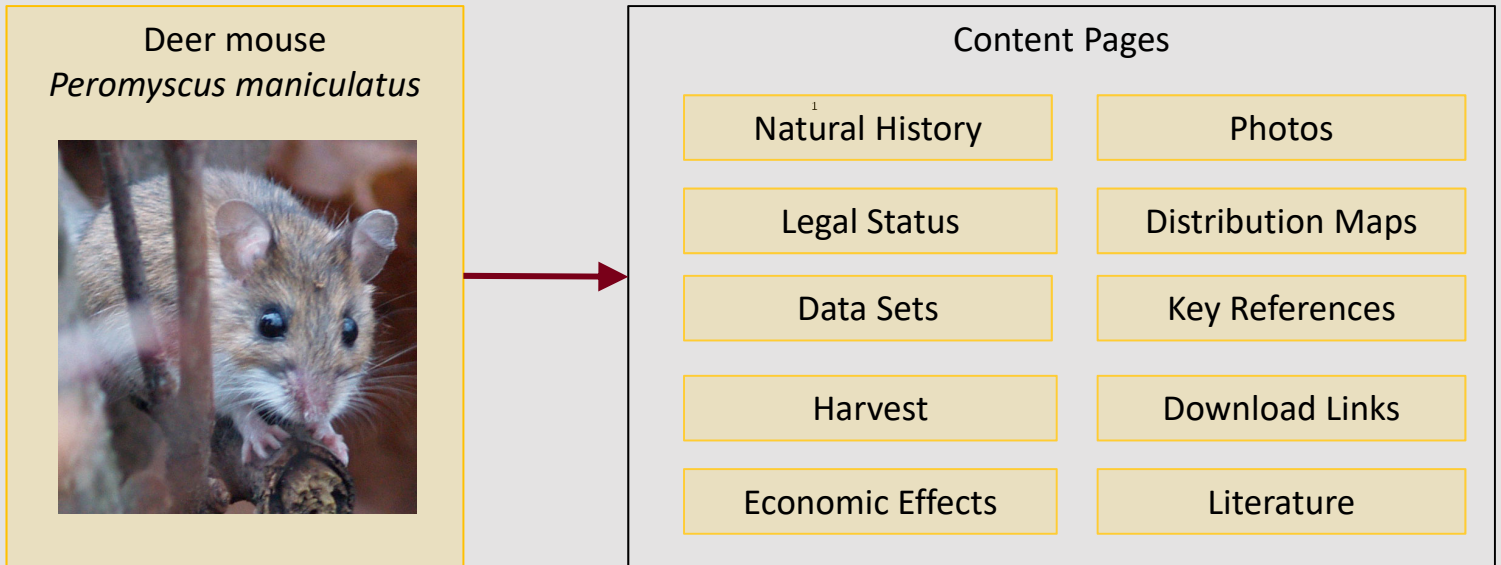 Deer mouse
Peromyscus maniculatus
Content Pages
1
Natural History
Photos
Legal Status
Distribution Maps
Data Sets
Key References
Harvest
Download Links
Economic Effects
Literature